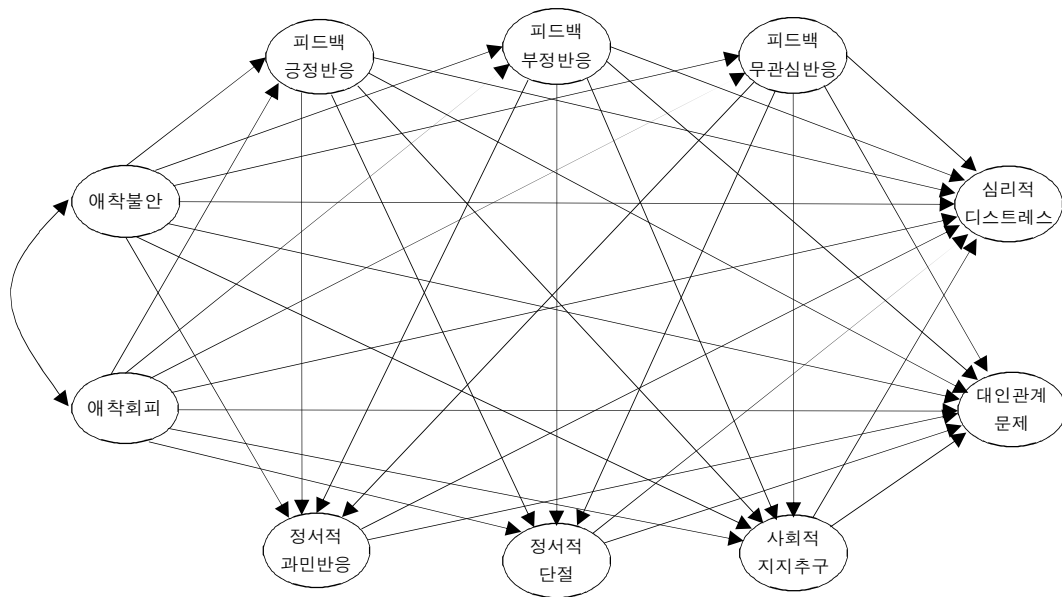 피드백
긍정반응
피드백
부정반응
피드백
무관심반응
애착불안
심리적
디스트레스
애착회피
대인관계
문제
정서적
과민반응
정서적
단절
사회적
지지추구